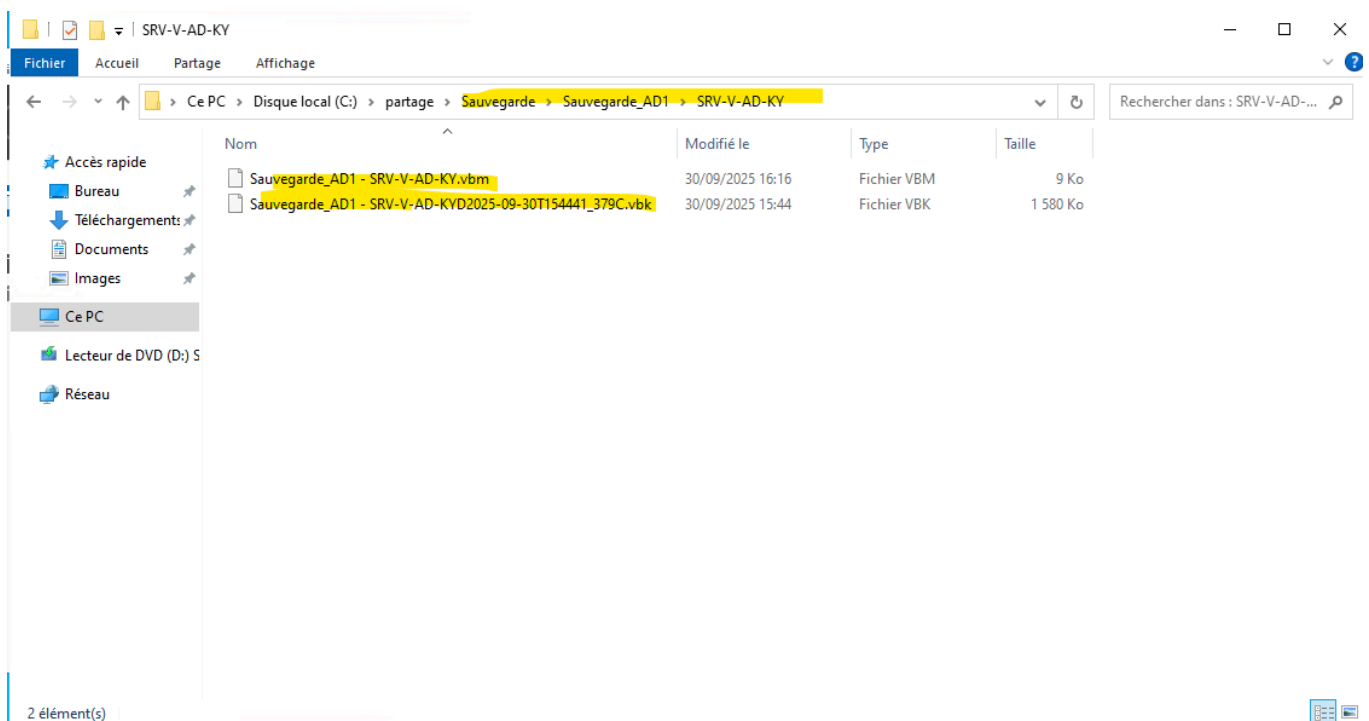 SRV-V-AD-KY
Fichier Accueil Partage Affichage
Ce PC > Disque local (C:) > partage > Sauvegarde > Sauvegarde_AD1 > SRV-V-AD-KY
Rechercher dans : SRV-V-AD-...
Nom Modifié le Type Taille
Accès rapide
Sauvegarde_AD1 - SRV-V-AD-KY.vbm 30/09/2025 16:16 Fichier VBM 9 Ko
Bureau
Sauvegarde_AD1 - SRV-V-AD-KYD2025-09-30T154441_379C.vbk 30/09/2025 15:44 Fichier VBK 1 580 Ko
Téléchargements
Documents
Images
Ce PC
Lecteur de DVD (D:) S
Réseau
2 élément(s)